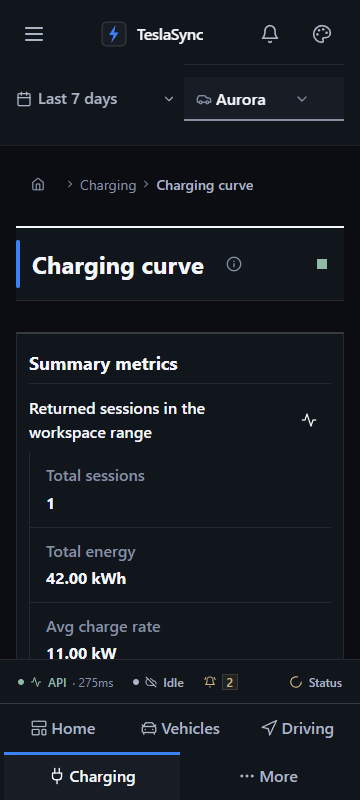 TeslaSync
Last 7 days
Aurora
Charging
Charging curve
Charging curve
Summary metrics
Returned sessions in the
workspace range
Total sessions
1
Total energy
42.00 kWh
Avg charge rate
11.00 kW
API · 275ms
Idle
2
Status
Home
Vehicles
Driving
Charging
More